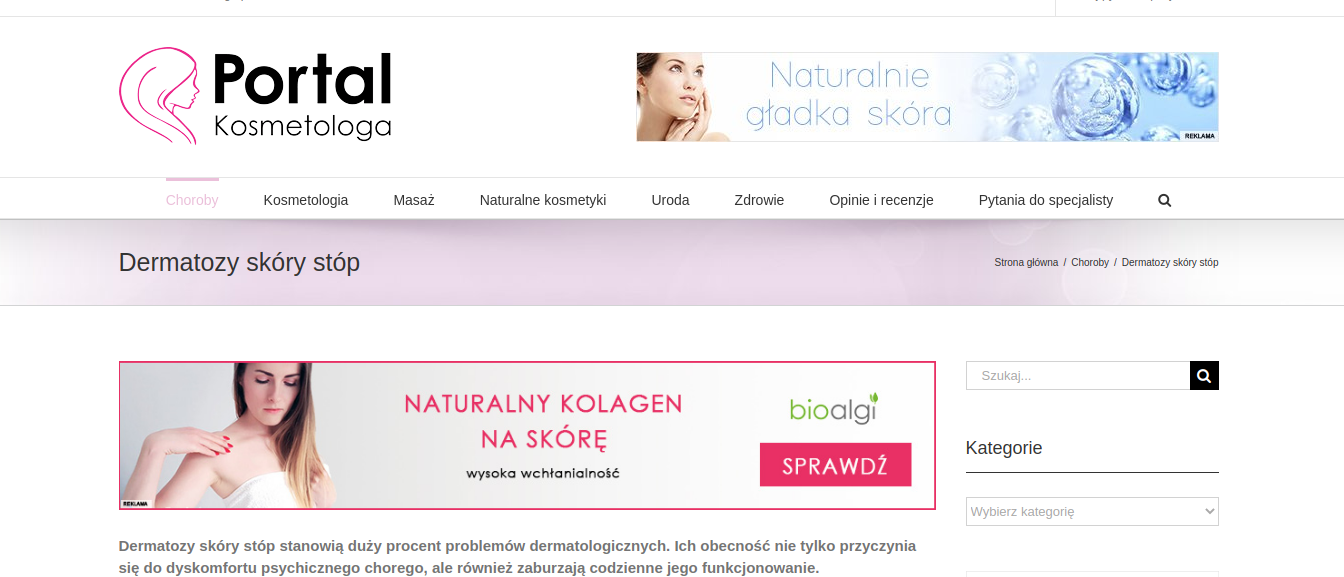 Portal
Kosmetologa
Naturalnie
gładka skóra
REKLAMA
Choroby Kosmetologia Masaż Naturalne kosmetyki Uroda Zdrowie Opinie i recenzje Pytania do specjalisty
Dermatozy skóry stóp
Strona główna / Choroby / Dermatozy skóry stóp
NATURALNY KOLAGEN
NA SKÓRĘ
wysoka wchłanialność
bioalgi
SPRAWDŹ
REKLAMA
Szukaj...
Kategorie
Wybierz kategorię
Dermatozy skóry stóp stanowią duży procent problemów dermatologicznych. Ich obecność nie tylko przyczynia
się do dyskomfortu psychicznego chorego, ale również zaburzają codzienne jego funkcjonowanie.